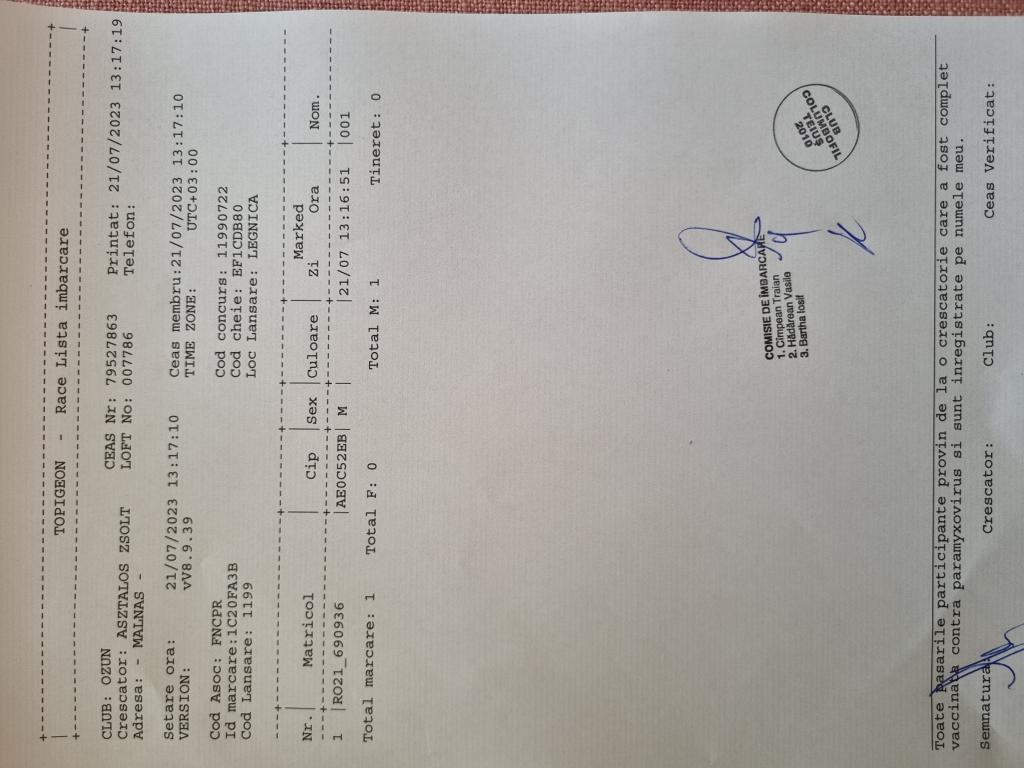 TOPIGEON - Race Lista imbarcare
CLUB: OZUN CEAS Nr: 79527863 Printat: 21/07/2023 13:17:19
Crescator: ASZTALOS ZSOLT LOFT No: 007786 Telefon:
Adresa: - MALNAS -
Setare ora: 21/07/2023 13:17:10 Ceas membru:21/07/2023 13:17:10
VERSION: vV8.9.39 TIME ZONE: UTC+03:00
Cod Asoc: FNCPR Cod concurs: 11990722
Id marcare:1C20FA3B Cod cheie: EF1CDB80
Cod Lansare: 1199 Loc Lansare: LEGNICA
Marked
Nr.| Matricol | Cip |Sex |Culoare | Zi Ora | Nom.
1 |RO21_690936 |AE0C52EB| M | |21/07 13:16:51 |001
Total marcare: 1 Total F: 0 Total M: 1 Tineret: 0
COMISIE DE ÎMBARCARE
1. Cîmpean Traian
2. Hădărean Vasile
3. Bartha Iosif
CLUB
COLUMBOFIL
TEIUȘ
2010
Toate pasarile participante provin de la o crescatorie care a fost complet
vaccinata contra paramyxovirus si sunt inregistrate pe numele meu.
Semnatura: Crescator: Club: Ceas Verificat: